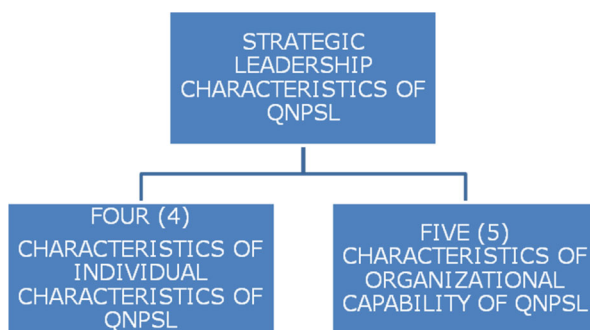 STRATEGIC
LEADERSHIP
CHARACTERISTICS OF
QNPSL
FOUR (4)
CHARACTERISTICS OF
INDIVIDUAL
CHARACTERISTICS OF
QNPSL
FIVE (5)
CHARACTERISTICS OF
ORGANIZATIONAL
CAPABILITY OF QNPSL